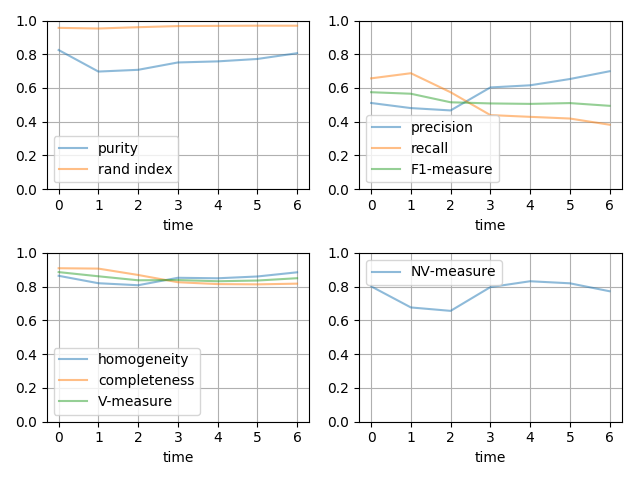 1.0
0.8
0.6
0.4
0.2
0.0
purity
rand index
0 1 2 3 4 5 6
time
1.0
0.8
0.6
0.4
0.2
0.0
precision
recall
F1-measure
0 1 2 3 4 5 6
time
1.0
0.8
0.6
0.4
0.2
0.0
homogeneity
completeness
V-measure
0 1 2 3 4 5 6
time
1.0
0.8
0.6
0.4
0.2
0.0
NV-measure
0 1 2 3 4 5 6
time